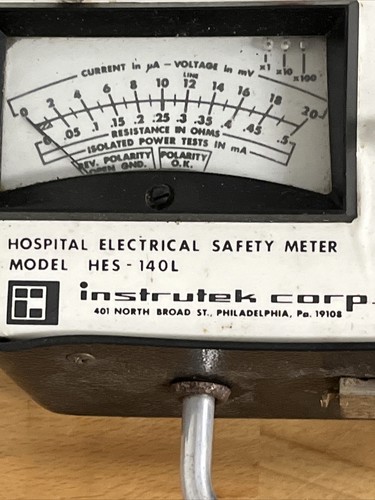 x1 x10 x100
CURRENT in μA - VOLTAGE in mV
LINE
0 2 4 6 8 10 12 14 16 18 20
0 .05 .1 .15 .2 .25 .3 .35 .4 .45 .5
RESISTANCE IN OHMS
ISOLATED POWER TESTS IN mA
REV. POLARITY
OPEN GND.
POLARITY
O.K.
HOSPITAL ELECTRICAL SAFETY METER
MODEL HES-140L
instrutek corp.
401 NORTH BROAD ST., PHILADELPHIA, Pa. 19108